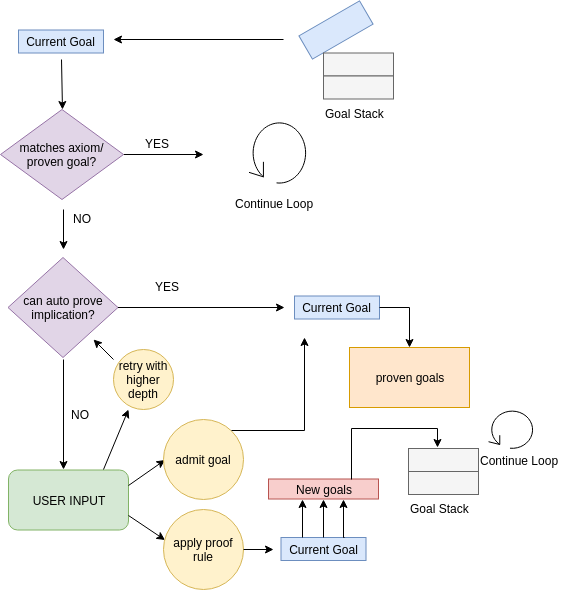 Current Goal
Goal Stack
matches axiom/
proven goal?
YES
Continue Loop
NO
can auto prove
implication?
YES
Current Goal
proven goals
retry with
higher
depth
NO
admit goal
USER INPUT
New goals
Goal Stack
Continue Loop
apply proof
rule
Current Goal